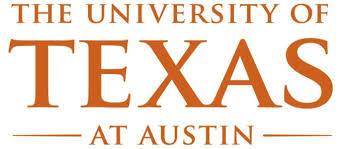 THE UNIVERSITY OF
TEXAS
AT AUSTIN